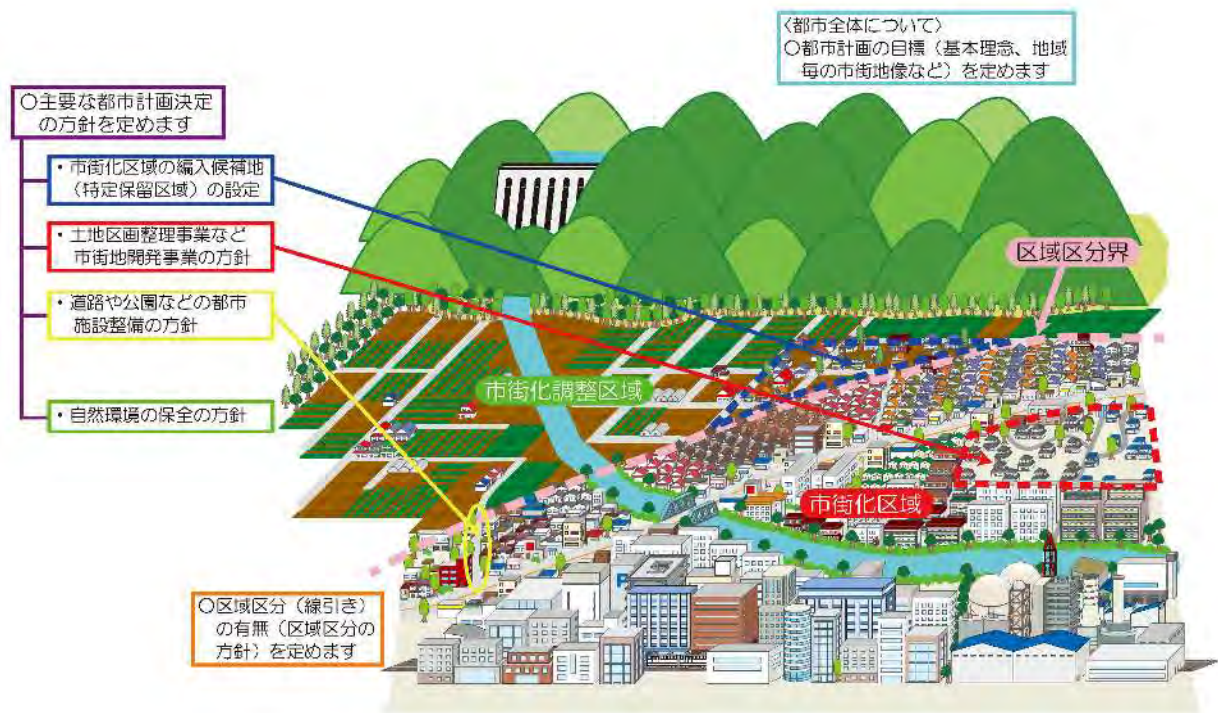 〈都市全体について〉
○都市計画の目標（基本理念、地域
毎の市街地像など）を定めます
○主要な都市計画決定
の方針を定めます
・市街化区域の編入候補地
（特定保留区域）の設定
・土地区画整理事業など
市街地開発事業の方針
・道路や公園などの都市
施設整備の方針
・自然環境の保全の方針
区域区分界
市街化調整区域
市街化区域
○区域区分（線引き）
の有無（区域区分の
方針）を定めます
P